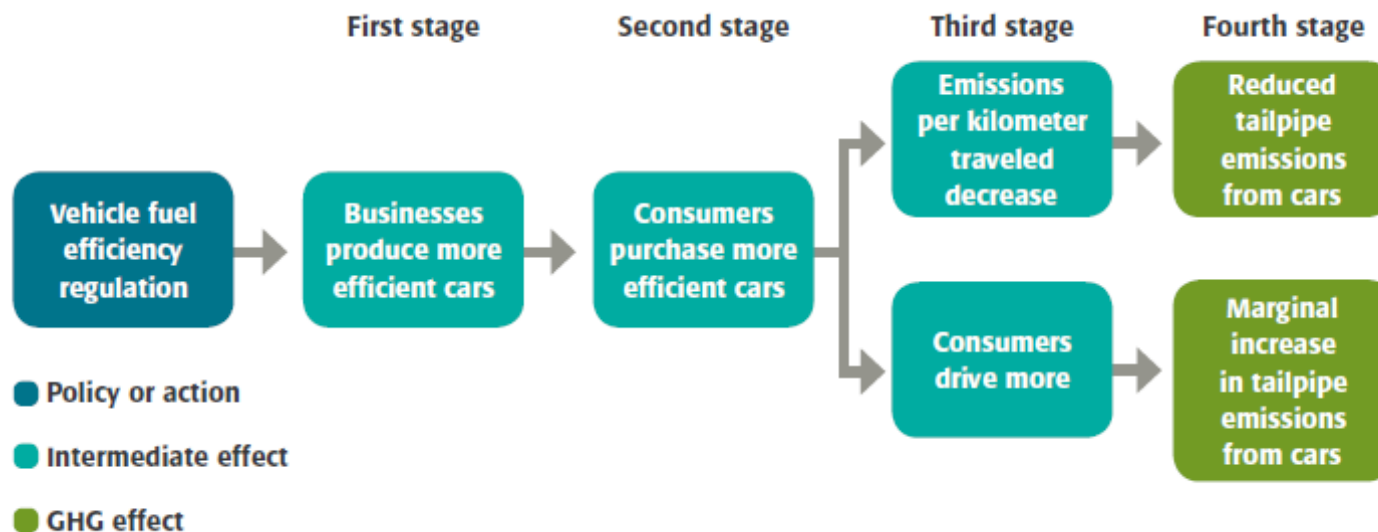 First stage
Second stage
Third stage
Fourth stage
Vehicle fuel
efficiency
regulation
Businesses
produce more
efficient cars
Consumers
purchase more
efficient cars
Emissions
per kilometer
traveled
decrease
Reduced
tailpipe
emissions
from cars
Consumers
drive more
Marginal
increase
in tailpipe
emissions
from cars
Policy or action
Intermediate effect
GHG effect